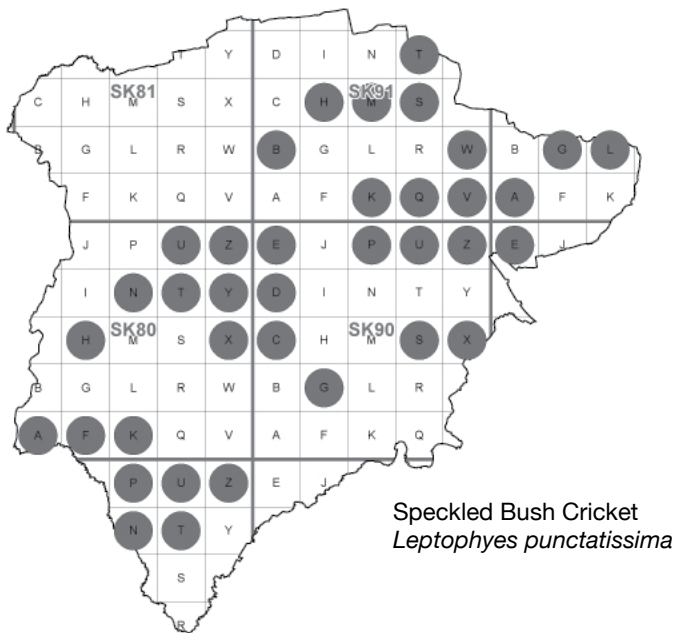 T Y D I N T
SK81 SK91
C H M S X C H M S
B G L R W B G L R W B G L
F K Q V A F K Q V A F K
J P U Z E J P U Z E J
I N T Y D I N T Y
SK80 SK90
H M S X C H M S X
B G L R W B G L R
A F K Q V A F K Q
P U Z E J
N T Y
S
R
Speckled Bush Cricket
Leptophyes punctatissima